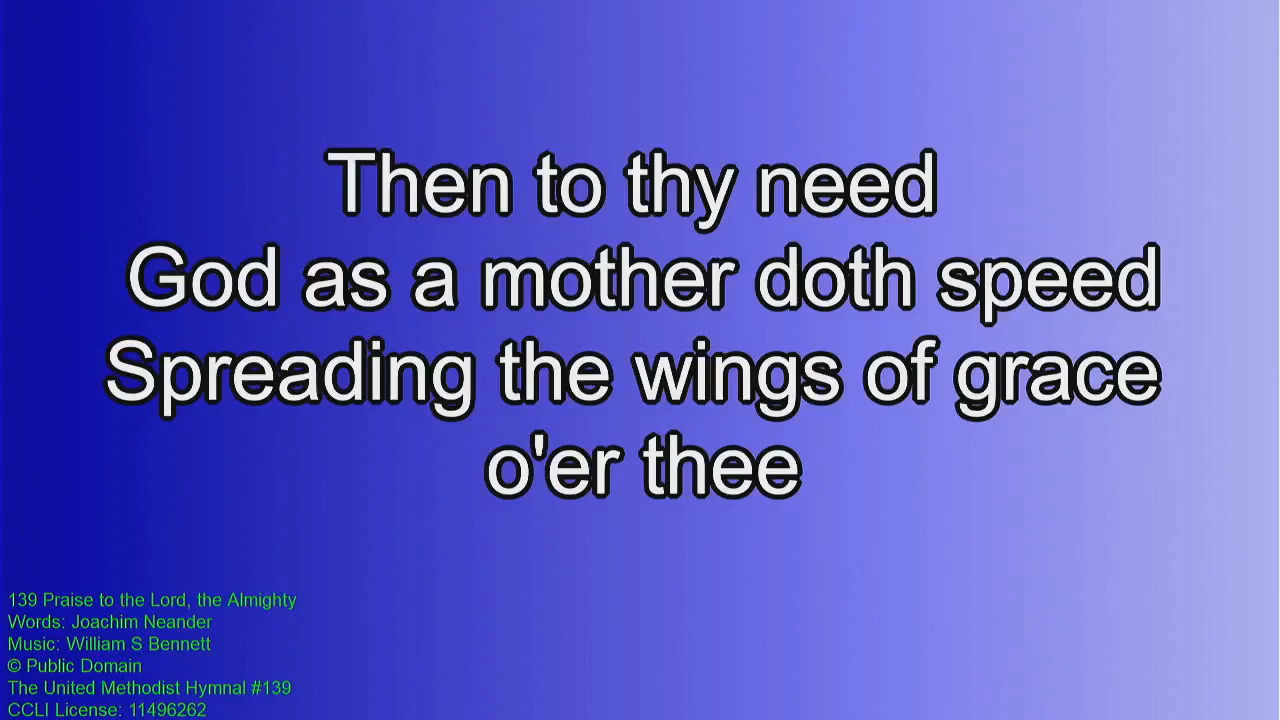 Then to thy need
God as a mother doth speed
Spreading the wings of grace
o'er thee
139 Praise to the Lord, the Almighty
Words: Joachim Neander
Music: William S Bennett
© Public Domain
The United Methodist Hymnal #139
CCLI License: 11496262